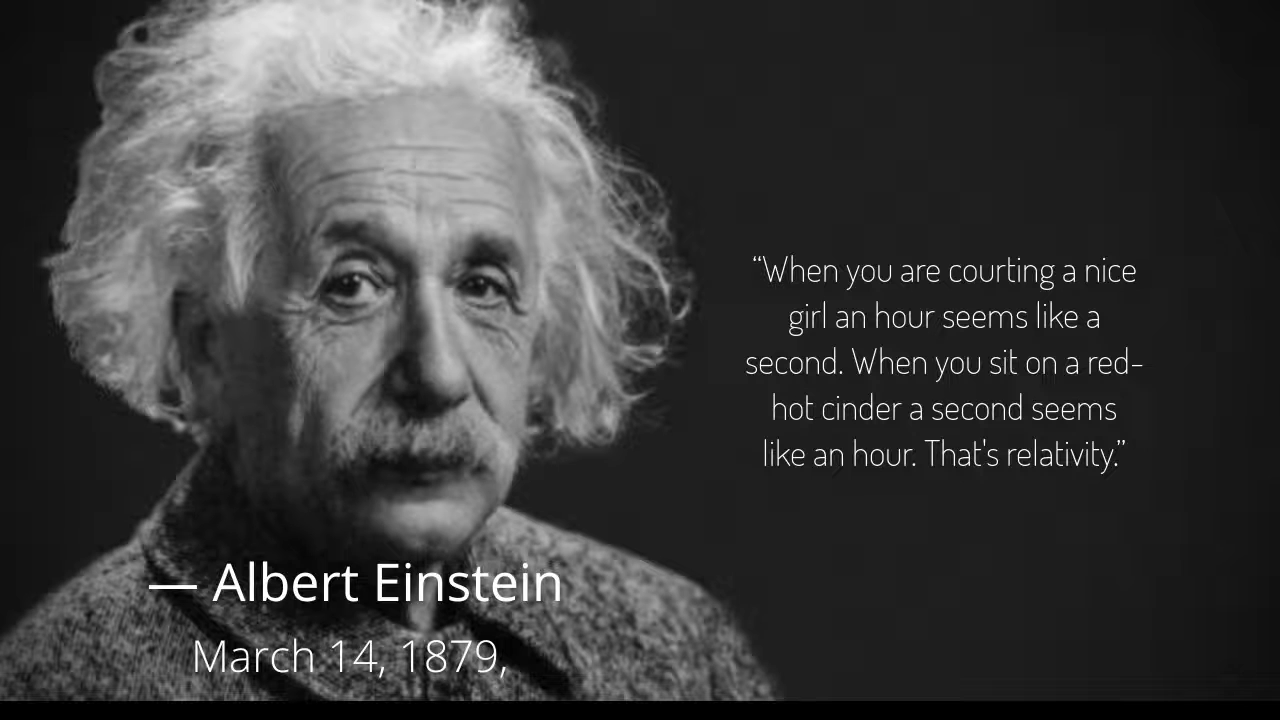 “When you are courting a nice
girl an hour seems like a
second. When you sit on a red-
hot cinder a second seems
like an hour. That's relativity.”
— Albert Einstein
March 14, 1879,